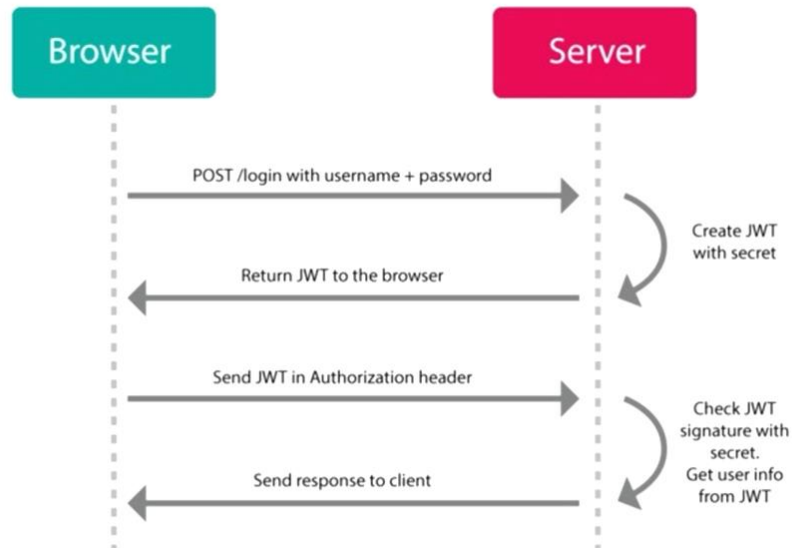 Browser
Server
POST /login with username + password
Create JWT
with secret
Return JWT to the browser
Send JWT in Authorization header
Check JWT
signature with
secret.
Get user info
from JWT
Send response to client